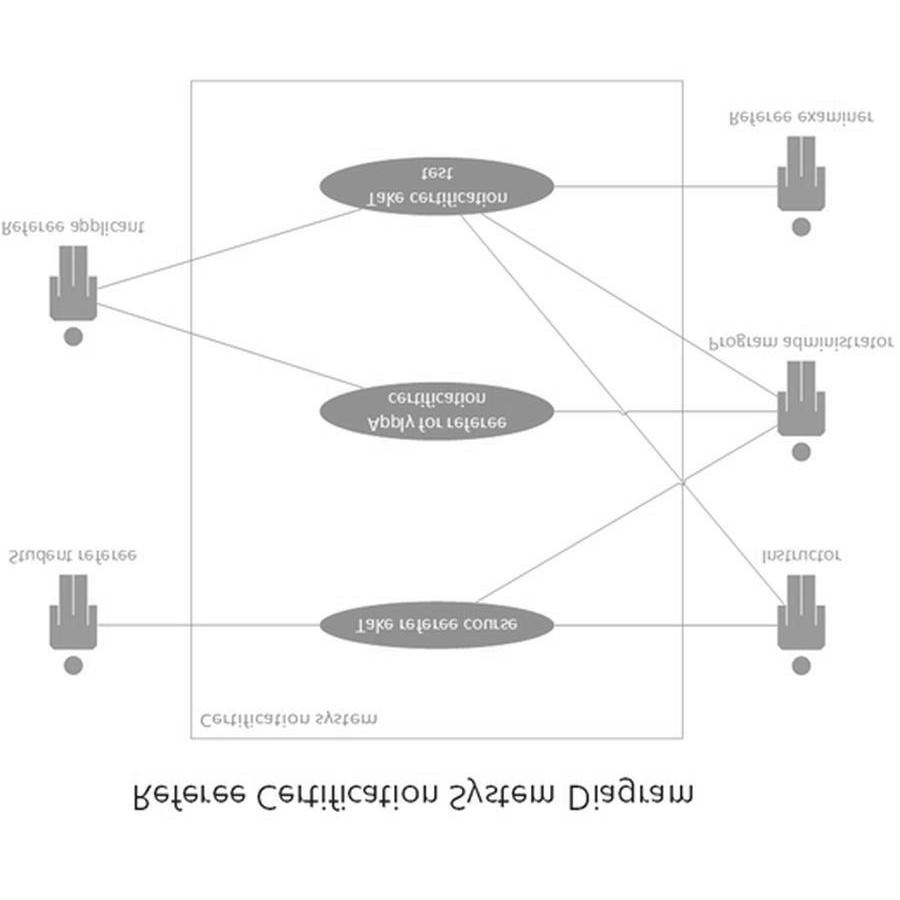 Referee Certification System Diagram
Certification system
Take referee course
Student referee
Instructor
Apply for referee
certification
Program administrator
Referee applicant
Take certification
test
Referee examiner